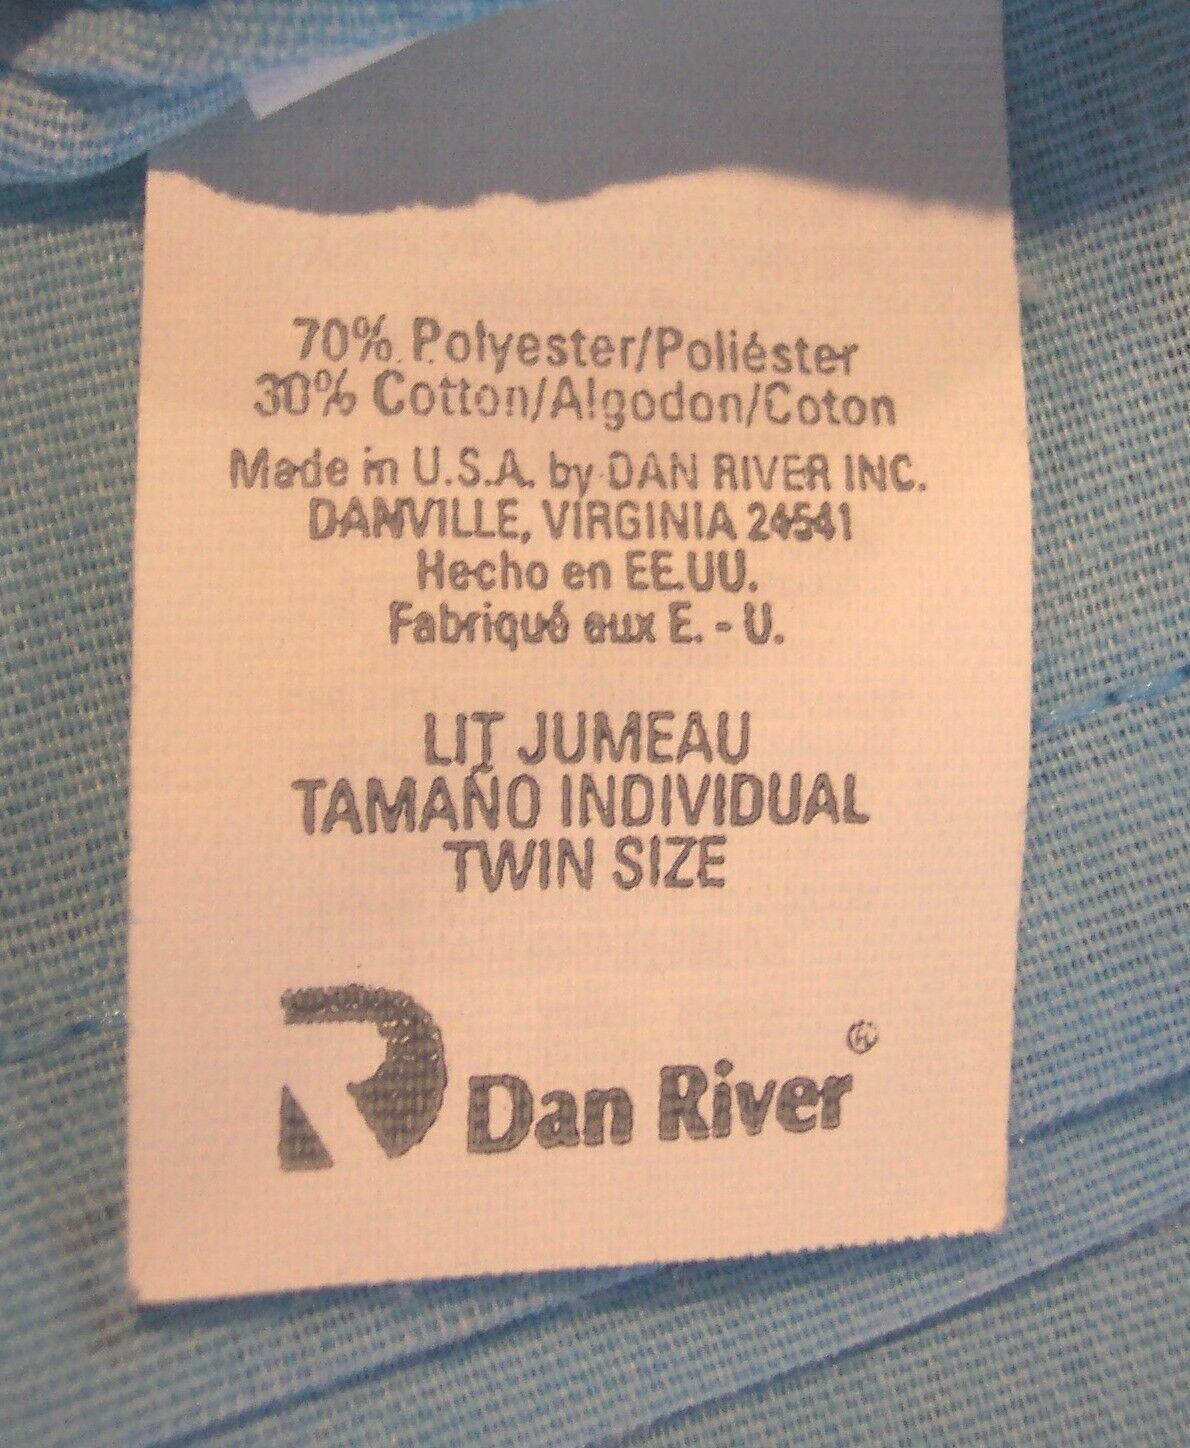 70% Polyester/Poliéster
30% Cotton/Algodon/Coton
Made in U.S.A. by DAN RIVER INC.
DANVILLE, VIRGINIA 24541
Hecho en EE.UU.
Fabriqué aux E. - U.
LIT JUMEAU
TAMAÑO INDIVIDUAL
TWIN SIZE
Dan River®